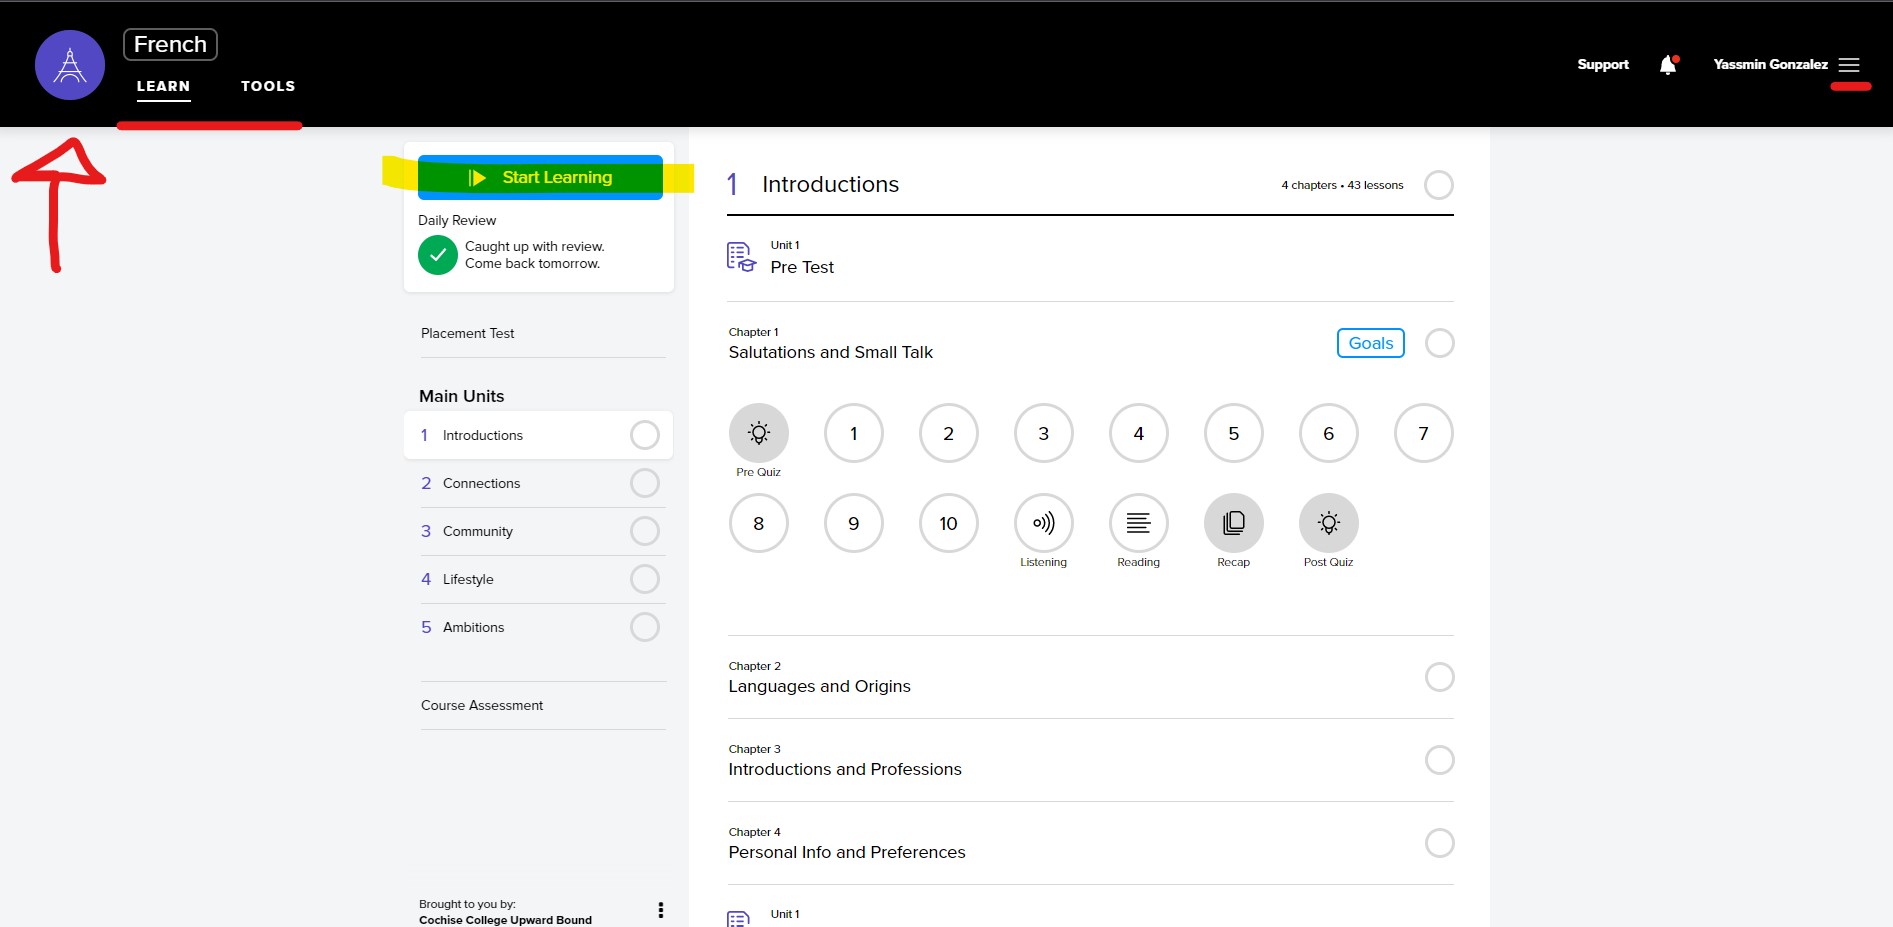 French
LEARN
TOOLS
Support
Yassmin Gonzalez
Start Learning
Daily Review
Caught up with review.
Come back tomorrow.
Placement Test
Main Units
1 Introductions
2 Connections
3 Community
4 Lifestyle
5 Ambitions
Course Assessment
Brought to you by:
Cochise College Upward Bound
1 Introductions
4 chapters • 43 lessons
Unit 1
Pre Test
Chapter 1
Salutations and Small Talk
Goals
1 2 3 4 5 6 7
Pre Quiz
8 9 10
Listening Reading Recap Post Quiz
Chapter 2
Languages and Origins
Chapter 3
Introductions and Professions
Chapter 4
Personal Info and Preferences
Unit 1